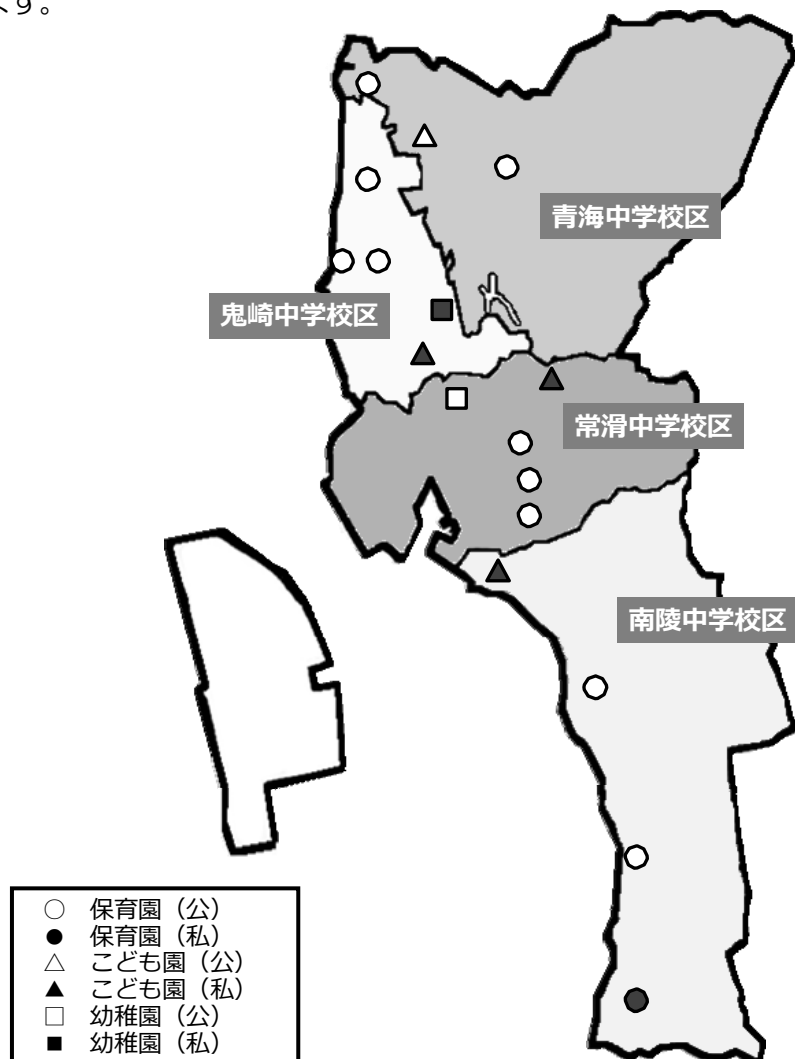 す。
青海中学校区
鬼崎中学校区
常滑中学校区
南陵中学校区
○ 保育園（公）
● 保育園（私）
△ こども園（公）
▲ こども園（私）
□ 幼稚園（公）
■ 幼稚園（私）